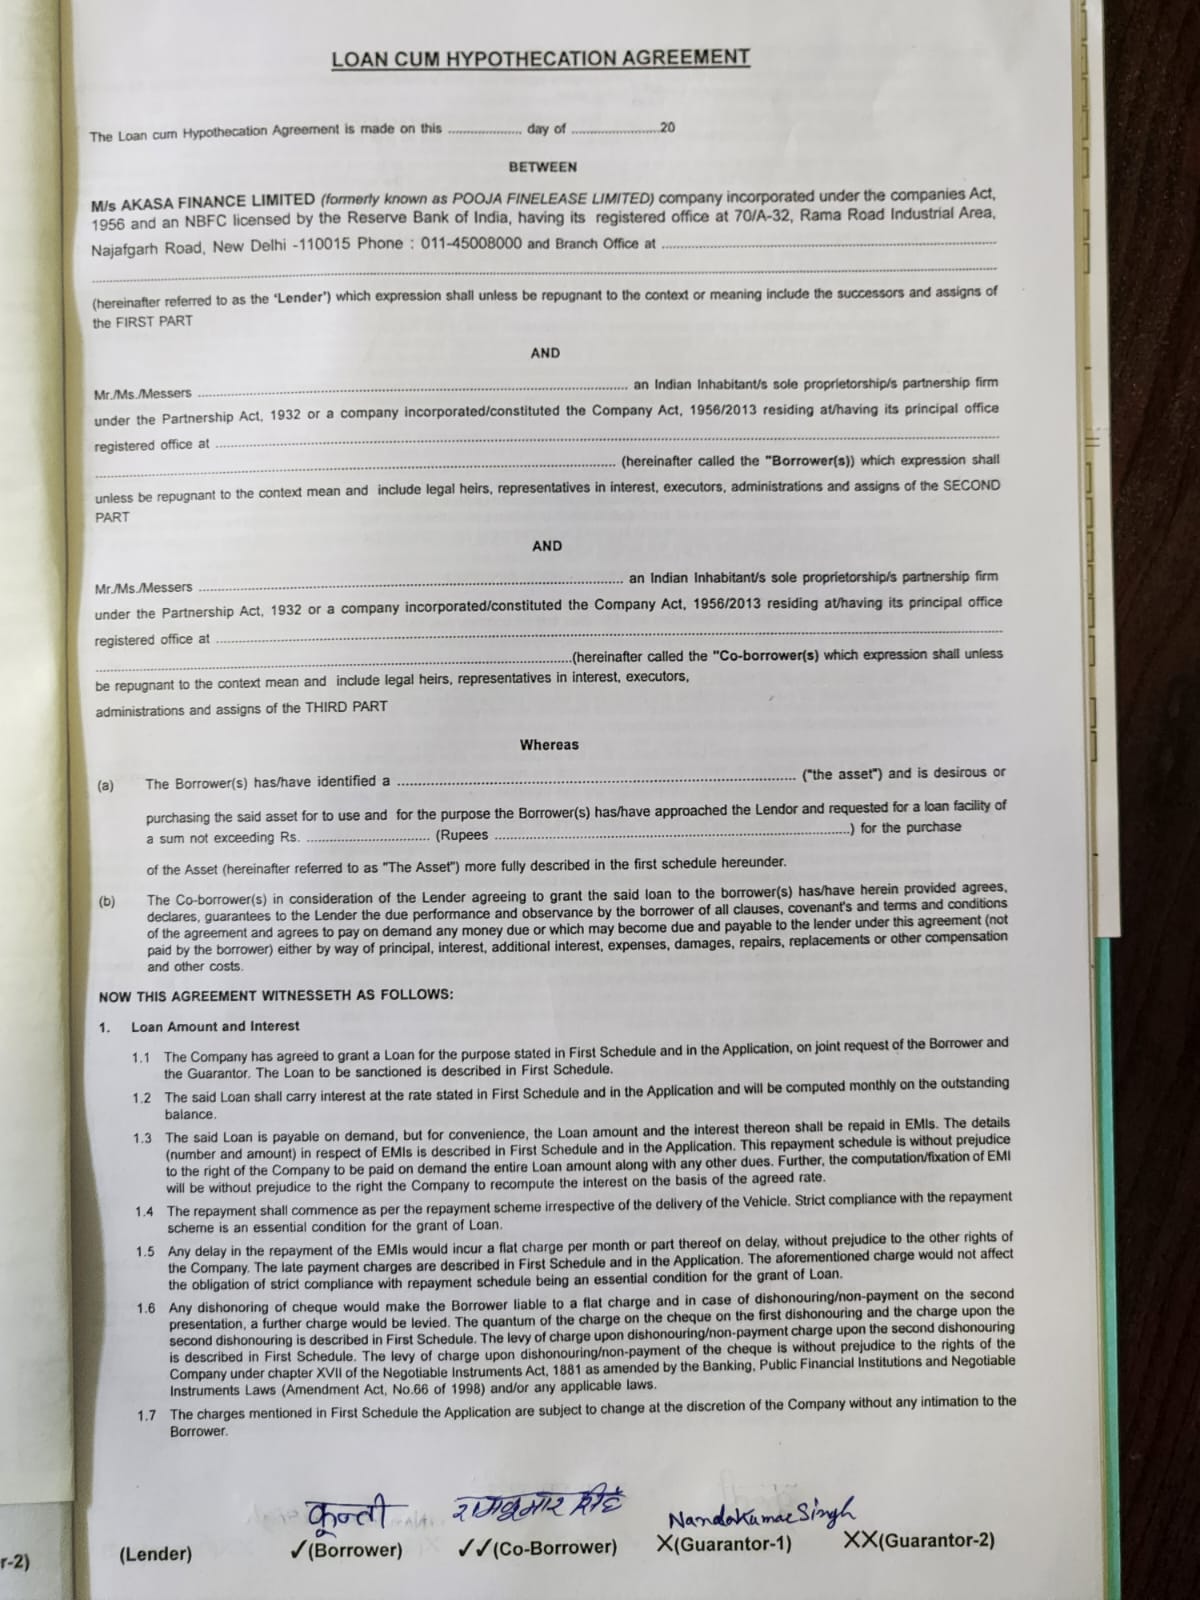 LOAN CUM HYPOTHECATION AGREEMENT
The Loan cum Hypothecation Agreement is made on this .................... day of ........................20
BETWEEN
M/s AKASA FINANCE LIMITED (formerly known as POOJA FINELEASE LIMITED) company incorporated under the companies Act,
1956 and an NBFC licensed by the Reserve Bank of India, having its registered office at 70/A-32, Rama Road Industrial Area,
Najafgarh Road, New Delhi -110015 Phone : 011-45008000 and Branch Office at ....................
....................
(hereinafter referred to as the 'Lender') which expression shall unless be repugnant to the context or meaning include the successors and assigns of
the FIRST PART
AND
Mr./Ms./Messers .................... an Indian Inhabitant/s sole proprietorship/s partnership firm
under the Partnership Act, 1932 or a company incorporated/constituted the Company Act, 1956/2013 residing at/having its principal office
registered office at ....................
.................... (hereinafter called the "Borrower(s)) which expression shall
unless be repugnant to the context mean and include legal heirs, representatives in interest, executors, administrations and assigns of the SECOND
PART
AND
Mr./Ms./Messers .................... an Indian Inhabitant/s sole proprietorship/s partnership firm
under the Partnership Act, 1932 or a company incorporated/constituted the Company Act, 1956/2013 residing at/having its principal office
registered office at ....................
....................(hereinafter called the "Co-borrower(s) which expression shall unless
be repugnant to the context mean and include legal heirs, representatives in interest, executors,
administrations and assigns of the THIRD PART
Whereas
(a) The Borrower(s) has/have identified a .................... ("the asset") and is desirous or
purchasing the said asset for to use and for the purpose the Borrower(s) has/have approached the Lendor and requested for a loan facility of
a sum not exceeding Rs. .................... (Rupees ....................) for the purchase
of the Asset (hereinafter referred to as "The Asset") more fully described in the first schedule hereunder.
(b) The Co-borrower(s) in consideration of the Lender agreeing to grant the said loan to the borrower(s) has/have herein provided agrees,
declares, guarantees to the Lender the due performance and observance by the borrower of all clauses, covenant's and terms and conditions
of the agreement and agrees to pay on demand any money due or which may become due and payable to the lender under this agreement (not
paid by the borrower) either by way of principal, interest, additional interest, expenses, damages, repairs, replacements or other compensation
and other costs.
NOW THIS AGREEMENT WITNESSETH AS FOLLOWS:
1. Loan Amount and Interest
1.1 The Company has agreed to grant a Loan for the purpose stated in First Schedule and in the Application, on joint request of the Borrower and
the Guarantor. The Loan to be sanctioned is described in First Schedule.
1.2 The said Loan shall carry interest at the rate stated in First Schedule and in the Application and will be computed monthly on the outstanding
balance.
1.3 The said Loan is payable on demand, but for convenience, the Loan amount and the interest thereon shall be repaid in EMIs. The details
(number and amount) in respect of EMIs is described in First Schedule and in the Application. This repayment schedule is without prejudice
to the right of the Company to be paid on demand the entire Loan amount along with any other dues. Further, the computation/fixation of EMI
will be without prejudice to the right the Company to recompute the interest on the basis of the agreed rate.
1.4 The repayment shall commence as per the repayment scheme irrespective of the delivery of the Vehicle. Strict compliance with the repayment
scheme is an essential condition for the grant of Loan.
1.5 Any delay in the repayment of the EMIs would incur a flat charge per month or part thereof on delay, without prejudice to the other rights of
the Company. The late payment charges are described in First Schedule and in the Application. The aforementioned charge would not affect
the obligation of strict compliance with repayment schedule being an essential condition for the grant of Loan.
1.6 Any dishonoring of cheque would make the Borrower liable to a flat charge and in case of dishonouring/non-payment on the second
presentation, a further charge would be levied. The quantum of the charge on the cheque on the first dishonouring and the charge upon the
second dishonouring is described in First Schedule. The levy of charge upon dishonouring/non-payment charge upon the second dishonouring
is described in First Schedule. The levy of charge upon dishonouring/non-payment of the cheque is without prejudice to the rights of the
Company under chapter XVII of the Negotiable Instruments Act, 1881 as amended by the Banking, Public Financial Institutions and Negotiable
Instruments Laws (Amendment Act, No.66 of 1998) and/or any applicable laws.
1.7 The charges mentioned in First Schedule the Application are subject to change at the discretion of the Company without any intimation to the
Borrower.
कुन्ती रामकुमार Nandakumar Singh
r-2) (Lender) ✓(Borrower) ✓✓(Co-Borrower) X(Guarantor-1) XX(Guarantor-2)